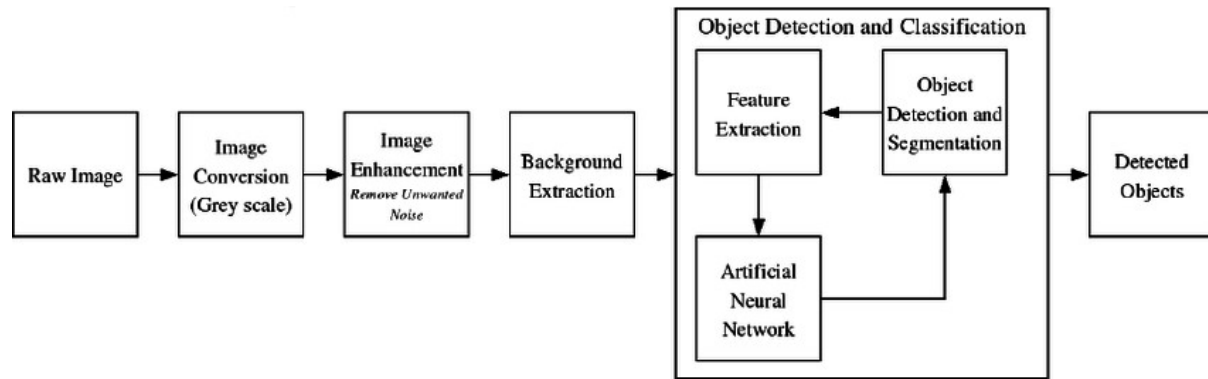 Object Detection and Classification
Raw Image
Image
Conversion
(Grey scale)
Image
Enhancement
Remove Unwanted
Noise
Background
Extraction
Feature
Extraction
Object
Detection and
Segmentation
Artificial
Neural
Network
Detected
Objects